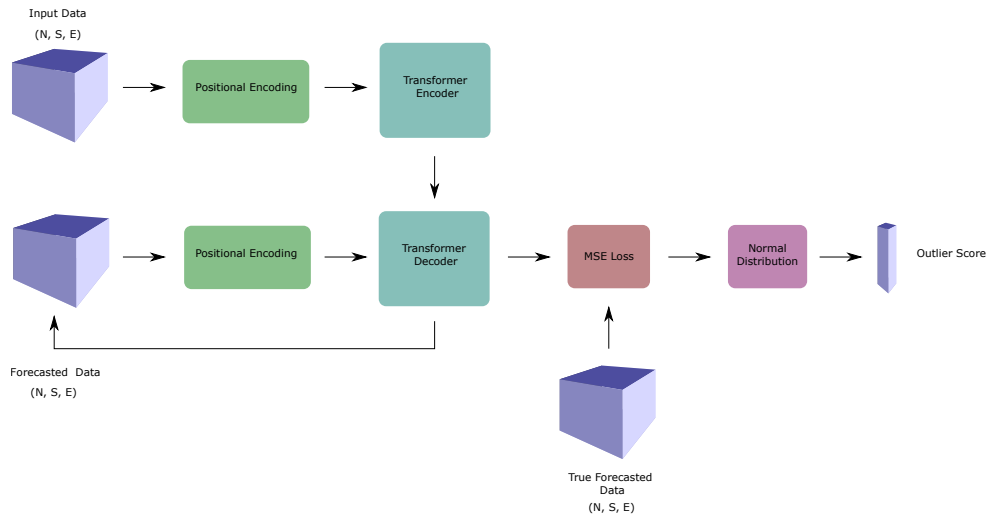 Input Data
(N, S, E)
Positional Encoding
Transformer
Encoder
Positional Encoding
Transformer
Decoder
MSE Loss
Normal
Distribution
Outlier Score
Forecasted Data
(N, S, E)
True Forecasted
Data
(N, S, E)